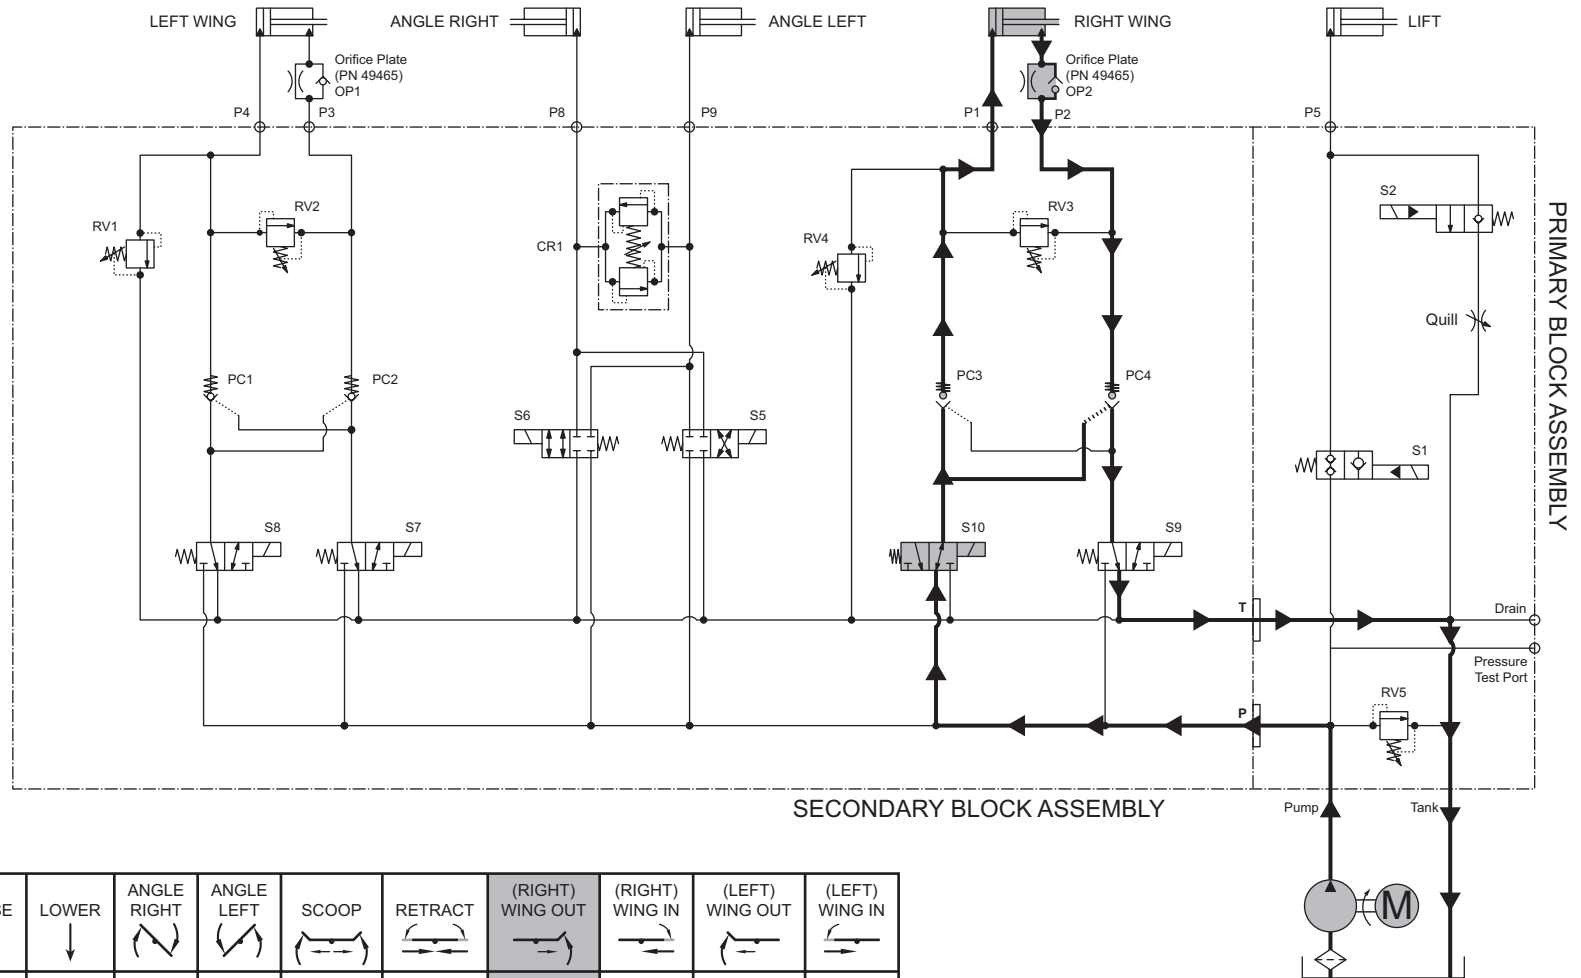 LEFT WING
ANGLE RIGHT
ANGLE LEFT
RIGHT WING
LIFT
Orifice Plate
(PN 49465)
OP1
Orifice Plate
(PN 49465)
OP2
P4
P3
P8
P9
P1
P2
P5
RV1
RV2
CR1
RV4
RV3
S2
Quill
PC1
PC2
PC3
PC4
S6
S5
S1
S8
S7
S10
S9
PRIMARY BLOCK ASSEMBLY
T
Drain
Pressure
Test Port
P
RV5
SECONDARY BLOCK ASSEMBLY
Pump
Tank
M
LOWER
ANGLE
RIGHT
ANGLE
LEFT
SCOOP
RETRACT
(RIGHT)
WING OUT
(RIGHT)
WING IN
(LEFT)
WING OUT
(LEFT)
WING IN